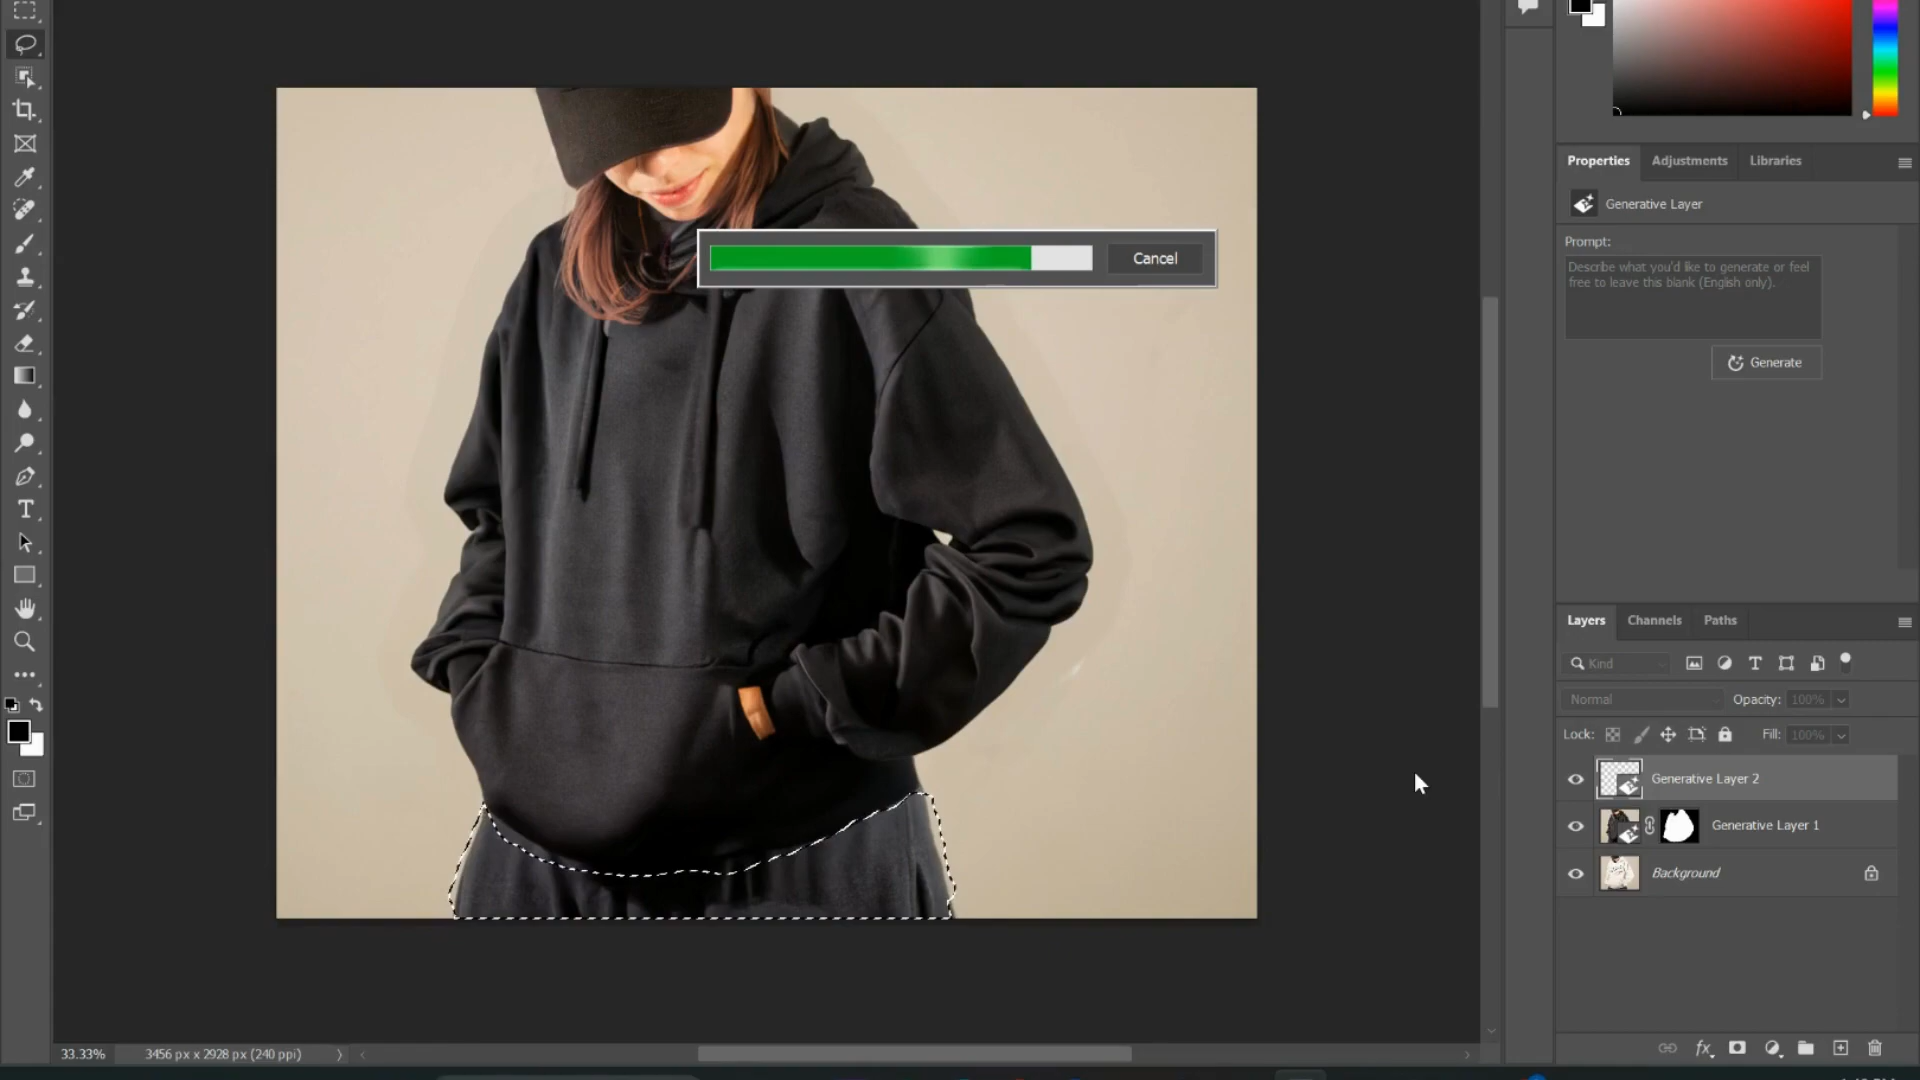 Cancel
Properties
Adjustments
Libraries
Generative Layer
Prompt:
Describe what you'd like to generate or feel
free to leave this blank (English only).
Generate
Layers
Channels
Paths
Kind
Normal
Opacity: 100%
Lock:
Fill: 100%
Generative Layer 2
Generative Layer 1
Background
fx
33.33%
3456 px x 2928 px (240 ppi)